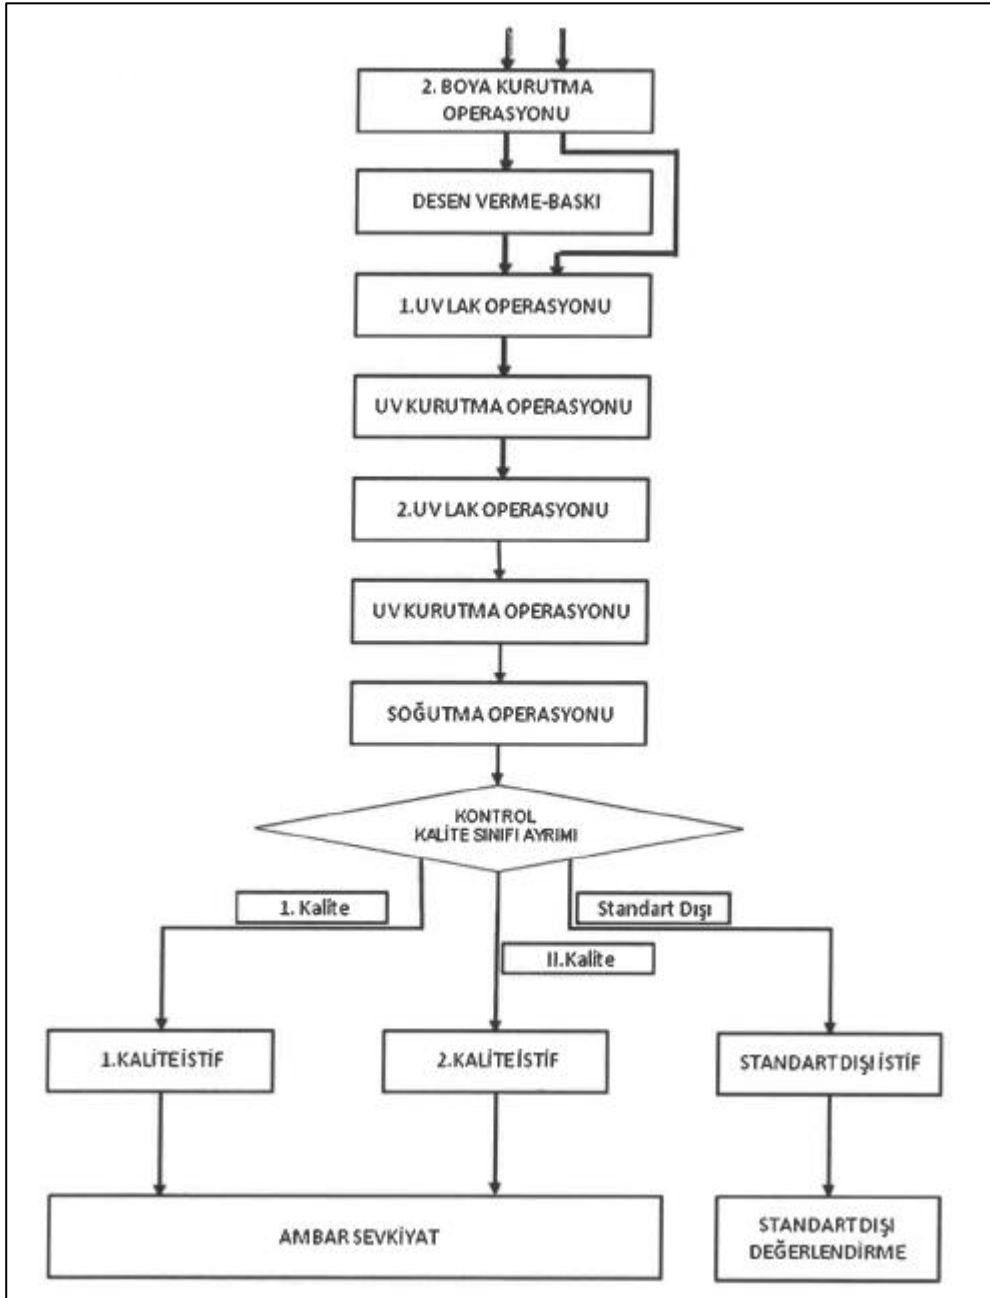 2. BOYA KURUTMA
OPERASYONU
DESEN VERME-BASKI
1.UV LAK OPERASYONU
UV KURUTMA OPERASYONU
2.UV LAK OPERASYONU
UV KURUTMA OPERASYONU
SOĞUTMA OPERASYONU
KONTROL
KALİTE SINIFI AYRIMI
1. Kalite
Standart Dışı
II.Kalite
1.KALİTE İSTİF
2.KALİTE İSTİF
STANDART DIŞI İSTİF
AMBAR SEVKİYAT
STANDART DIŞI
DEĞERLENDİRME